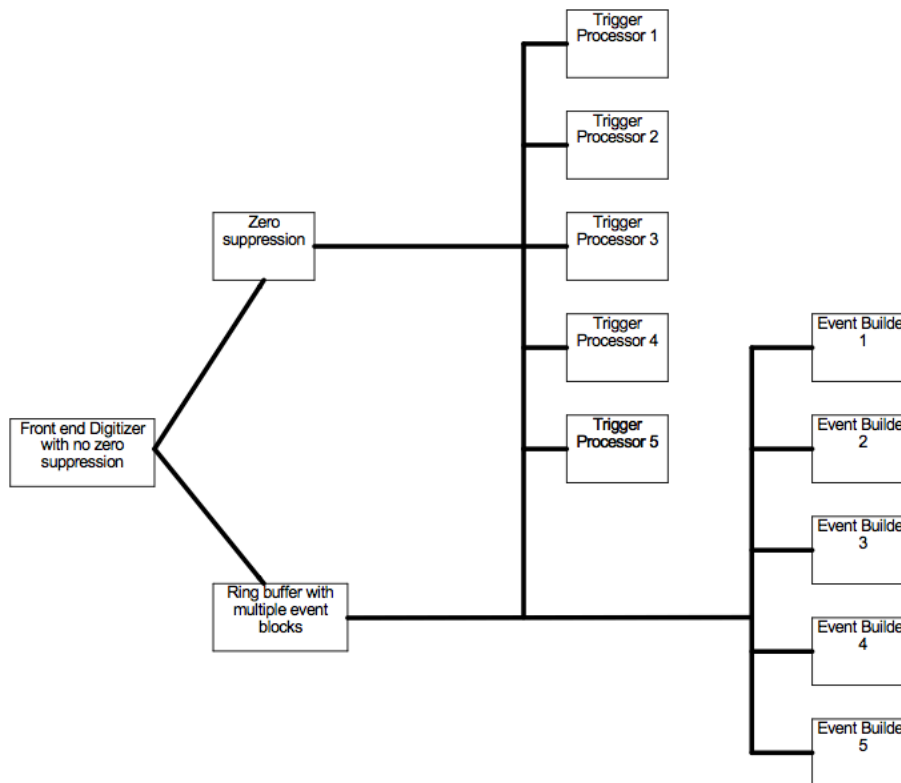 Trigger
Processor 1
Trigger
Processor 2
Zero
suppression
Trigger
Processor 3
Trigger
Processor 4
Event Builde
1
Front end Digitizer
with no zero
suppression
Trigger
Processor 5
Event Builde
2
Event Builde
3
Ring buffer with
multiple event
blocks
Event Builde
4
Event Builde
5